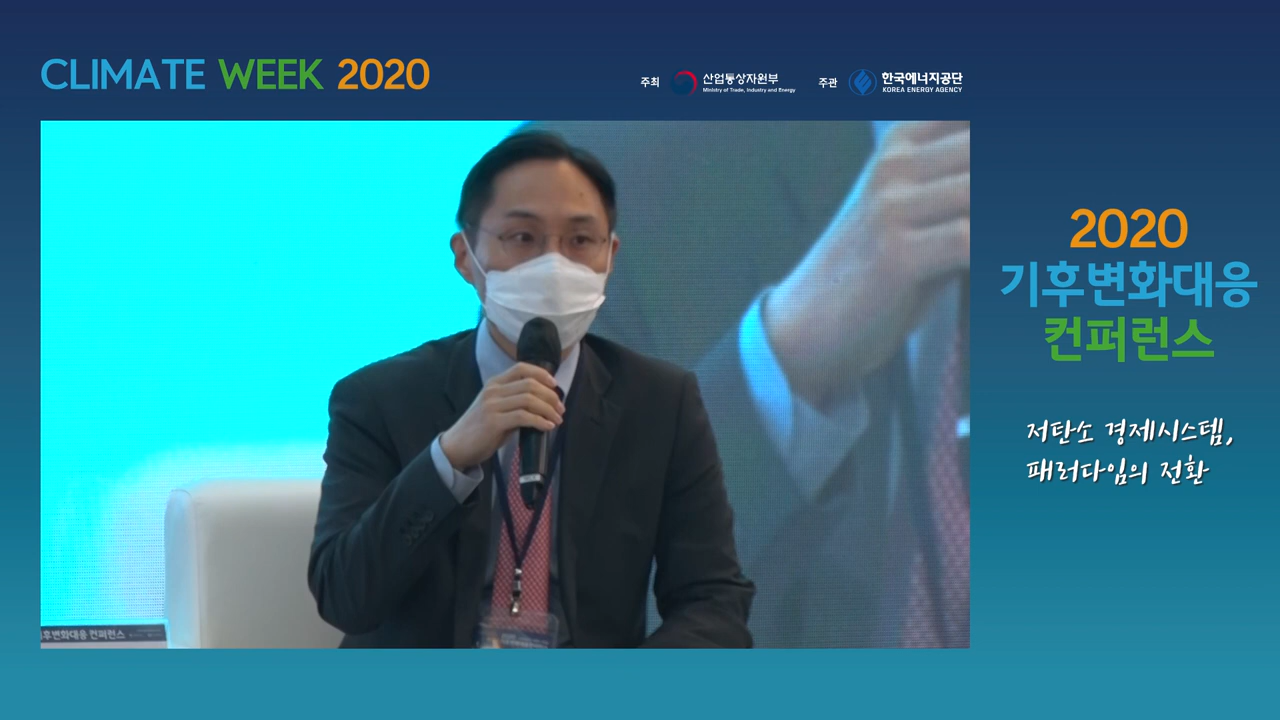 CLIMATE WEEK 2020
주최 산업통상자원부 주관 한국에너지공단
Ministry of Trade, Industry and Energy KOREA ENERGY AGENCY
2020
기후변화대응
컨퍼런스
저탄소 경제시스템,
패러다임의 전환
후변화대응 컨퍼런스